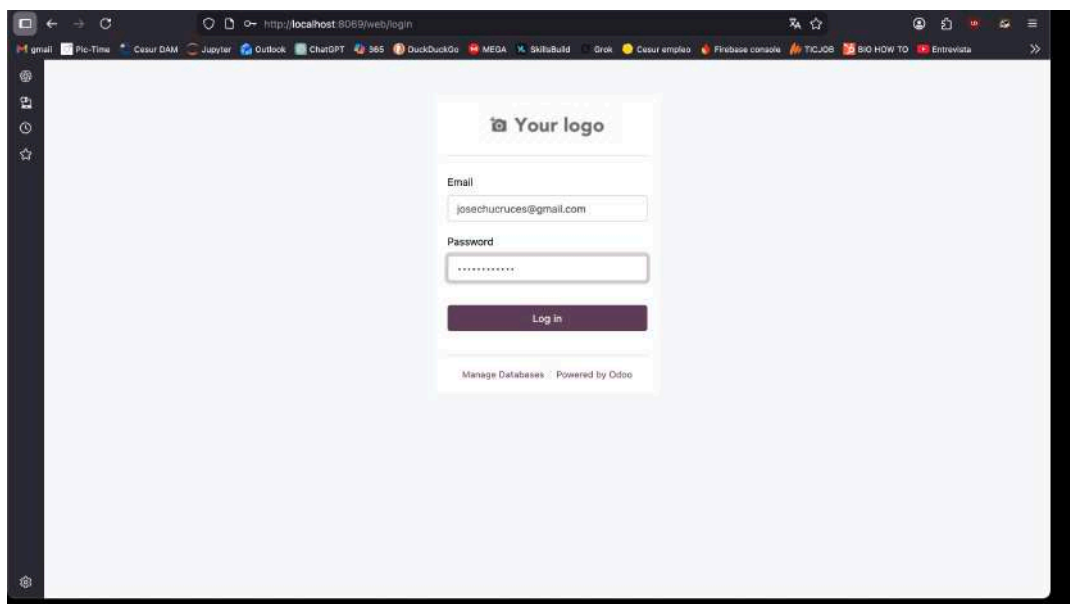 http://localhost:8069/web/login
gmail Pic-Time Cesur DAM Jupyter Outlook ChatGPT 365 DuckDuckGo MEGA SkillsBuild Grok Cesur empleo Firebase console TICJOB BIO HOW TO Entrevista
Your logo
Email
josechucruces@gmail.com
Password
Log in
Manage Databases Powered by Odoo